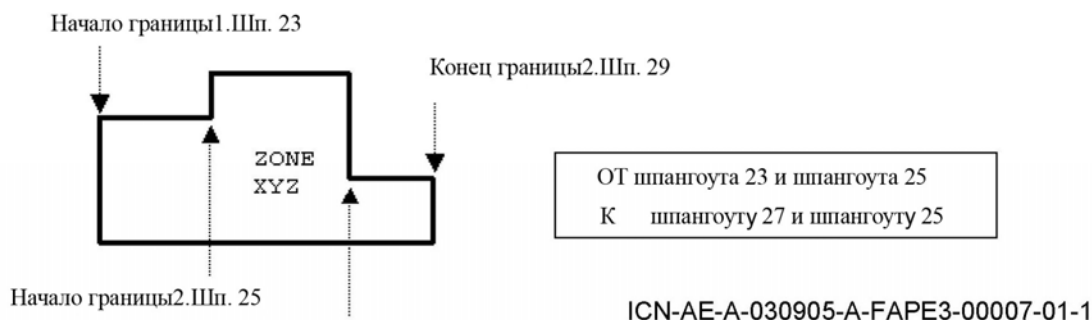 Начало границы1.Шп. 23
Конец границы2.Шп. 29
ZONE
XYZ
ОТ шпангоута 23 и шпангоута 25
К шпангоуту 27 и шпангоуту 25
Начало границы2.Шп. 25
ICN-AE-A-030905-A-FAPE3-00007-01-1